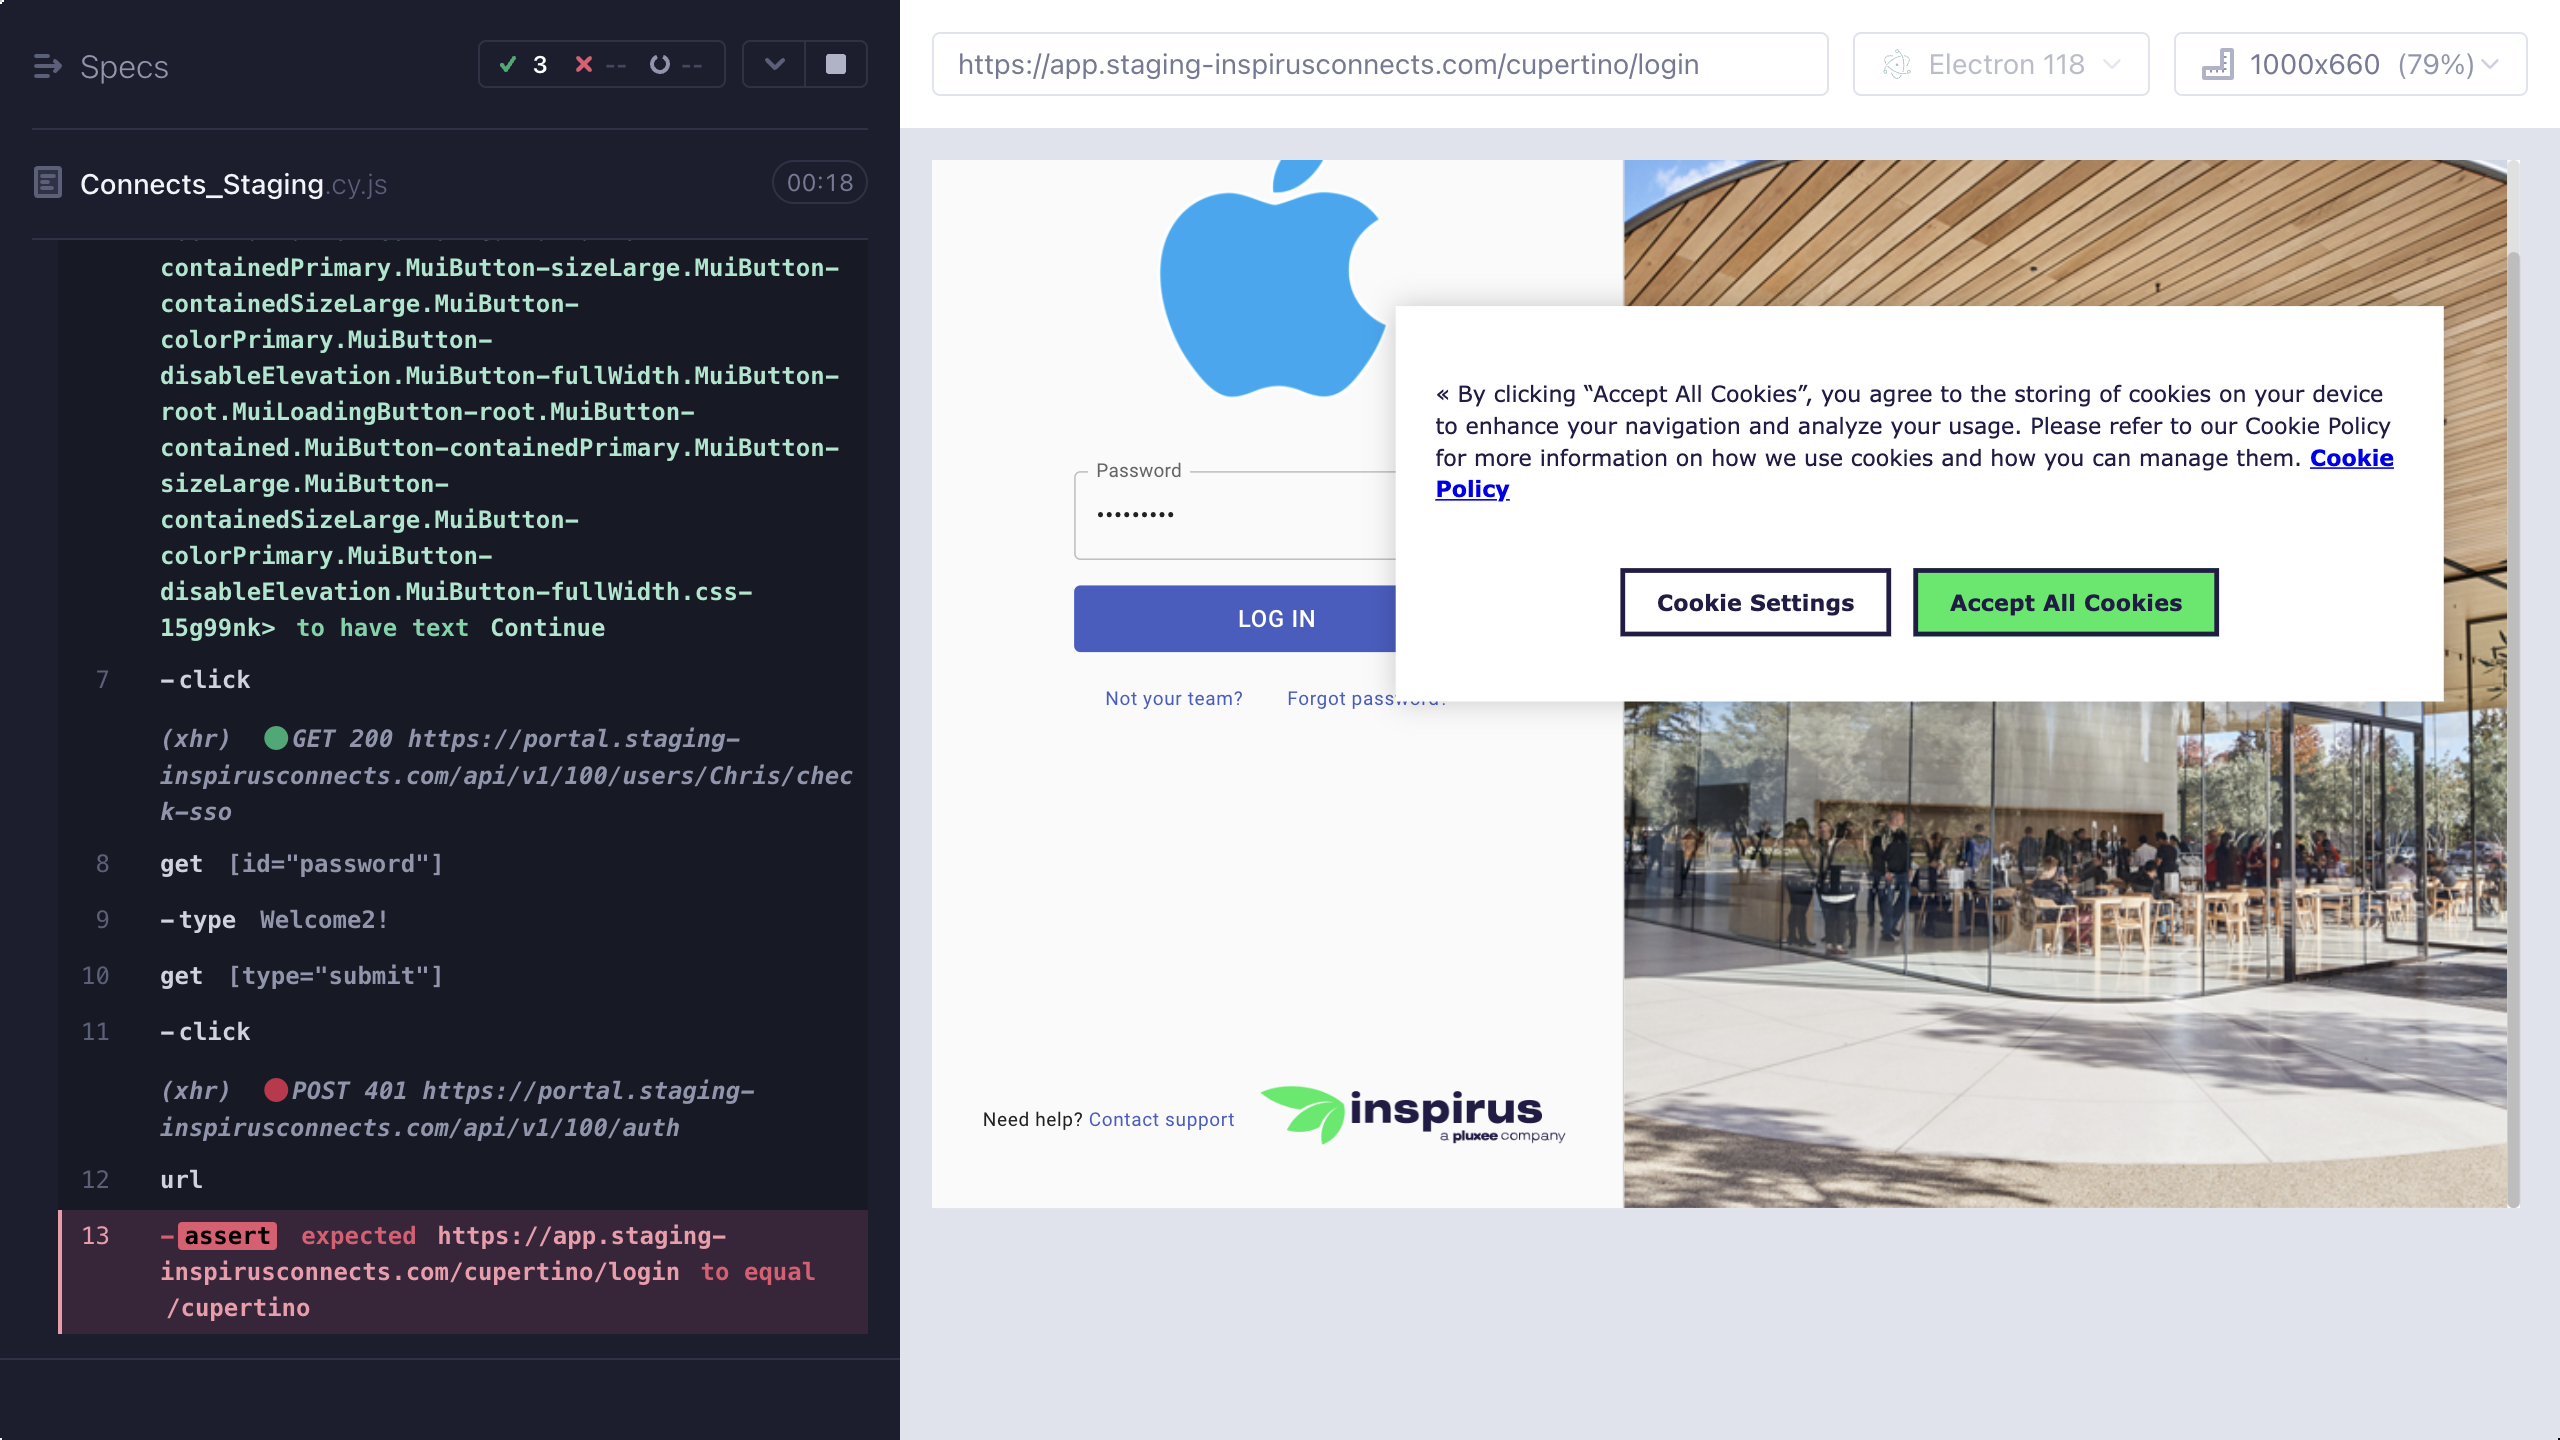 Specs
3
--
--
Connects_Staging.cy.js
00:18
containedPrimary.MuiButton-sizeLarge.MuiButton-
containedSizeLarge.MuiButton-
colorPrimary.MuiButton-
disableElevation.MuiButton-fullWidth.MuiButton-
root.MuiLoadingButton-root.MuiButton-
contained.MuiButton-containedPrimary.MuiButton-
sizeLarge.MuiButton-
containedSizeLarge.MuiButton-
colorPrimary.MuiButton-
disableElevation.MuiButton-fullWidth.css-
15g99nk> to have text Continue
7 -click
(xhr) GET 200 https://portal.staging-
inspirusconnects.com/api/v1/100/users/Chris/chec
k-sso
8 get [id="password"]
9 -type Welcome2!
10 get [type="submit"]
11 -click
(xhr) POST 401 https://portal.staging-
inspirusconnects.com/api/v1/100/auth
12 url
13 -assert expected https://app.staging-
inspirusconnects.com/cupertino/login to equal
/cupertino
https://app.staging-inspirusconnects.com/cupertino/login
Electron 118
1000x660 (79%)
Password
•••••••••
LOG IN
Not your team?
Forgot password?
« By clicking “Accept All Cookies”, you agree to the storing of cookies on your device
to enhance your navigation and analyze your usage. Please refer to our Cookie Policy
for more information on how we use cookies and how you can manage them. Cookie
Policy
Cookie Settings
Accept All Cookies
Need help? Contact support
inspirus
a pluxee company